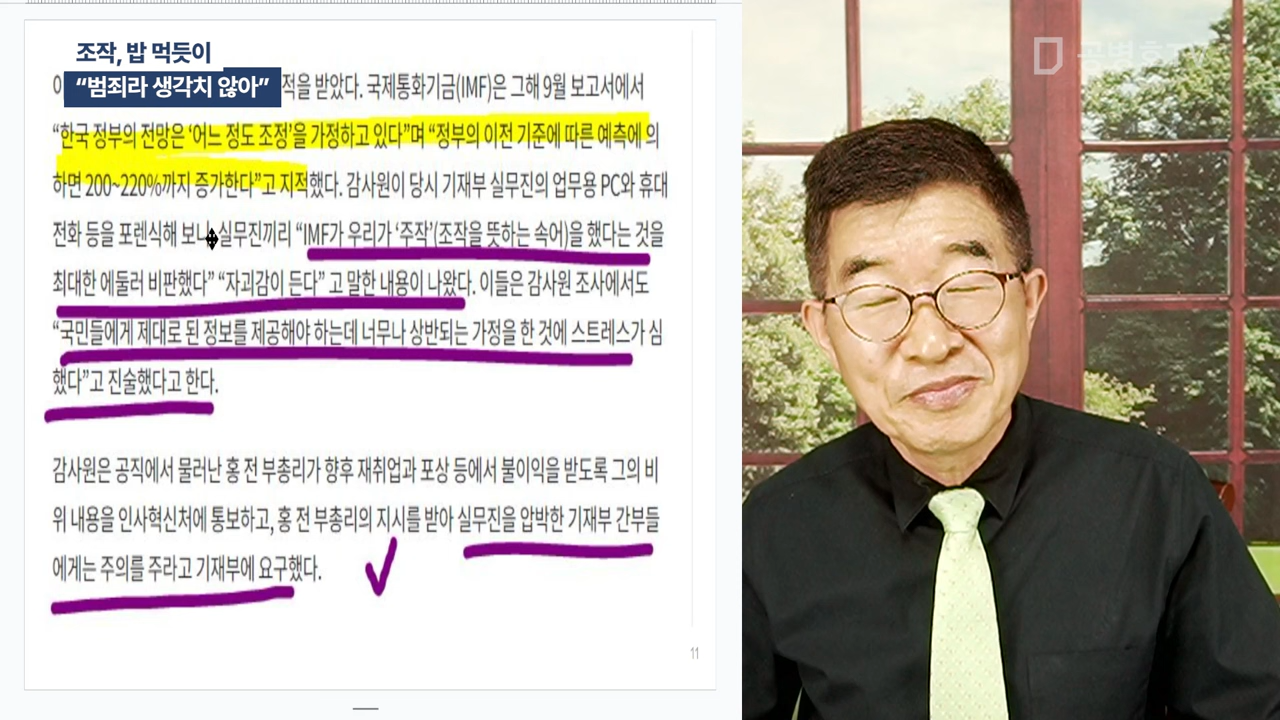 조작, 밥 먹듯이
“범죄라 생각치 않아”
이 적을 받았다. 국제통화기금(IMF)은 그해 9월 보고서에서
“한국 정부의 전망은 ‘어느 정도 조정’을 가정하고 있다”며 “정부의 이전 기준에 따른 예측에 의
하면 200~220%까지 증가한다”고 지적했다. 감사원이 당시 기재부 실무진의 업무용 PC와 휴대
전화 등을 포렌식해 보니 실무진끼리 “IMF가 우리가 ‘주작’(조작을 뜻하는 속어)을 했다는 것을
최대한 에둘러 비판했다” “자괴감이 든다” 고 말한 내용이 나왔다. 이들은 감사원 조사에서도
“국민들에게 제대로 된 정보를 제공해야 하는데 너무나 상반되는 가정을 한 것에 스트레스가 심
했다”고 진술했다고 한다.
감사원은 공직에서 물러난 홍 전 부총리가 향후 재취업과 포상 등에서 불이익을 받도록 그의 비
위 내용을 인사혁신처에 통보하고, 홍 전 부총리의 지시를 받아 실무진을 압박한 기재부 간부들
에게는 주의를 주라고 기재부에 요구했다.
11
공병호TV